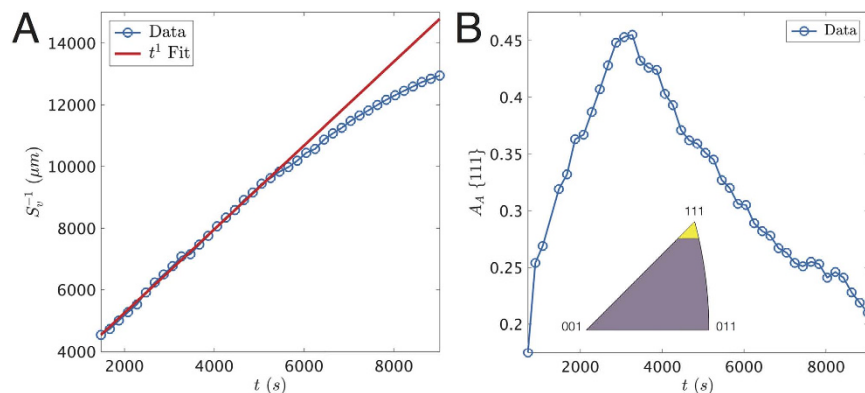 A
Data
t¹ Fit
14000
12000
10000
8000
6000
4000
S_v^{-1} (μm)
2000 4000 6000 8000
t (s)
B
Data
0.45
0.4
0.35
0.3
0.25
0.2
A_A {111}
111
001 011
2000 4000 6000 8000
t (s)